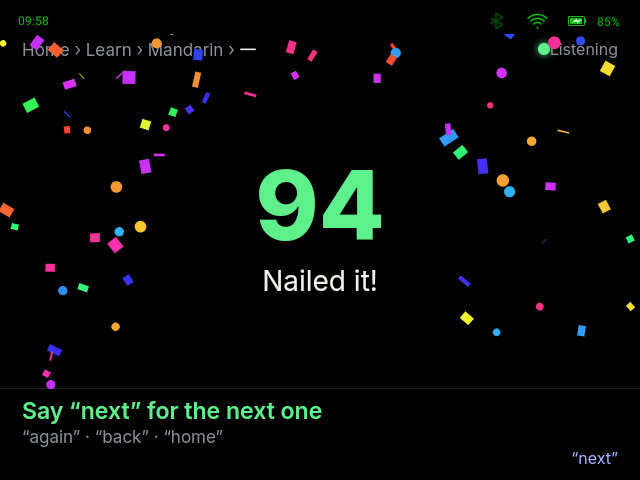 09:58
85%
Home › Learn › Mandarin › —
Listening
94
Nailed it!
Say “next” for the next one
“again” · “back” · “home”
“next”